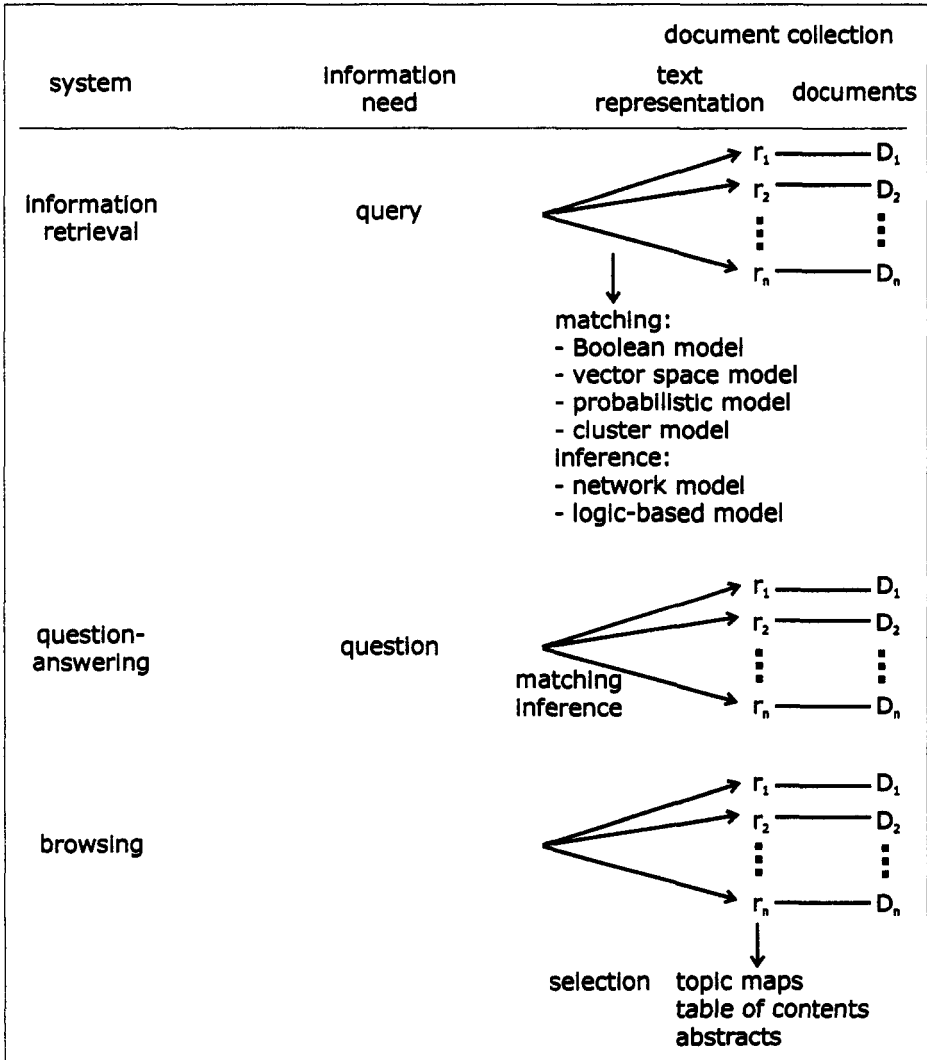 document collection
system
information
need
text
representation
documents
information
retrieval
query
r₁ D₁
r₂ D₂
rₙ Dₙ
matching:
- Boolean model
- vector space model
- probabilistic model
- cluster model
inference:
- network model
- logic-based model
question-
answering
question
matching
inference
r₁ D₁
r₂ D₂
rₙ Dₙ
browsing
r₁ D₁
r₂ D₂
rₙ Dₙ
selection topic maps
table of contents
abstracts